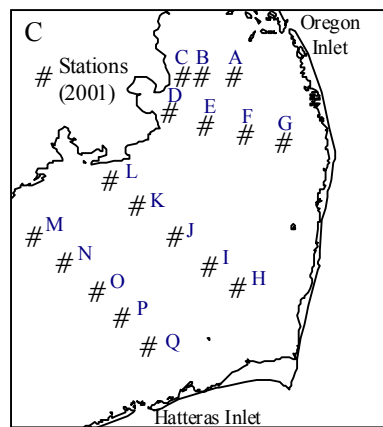 C
Oregon
Inlet
# Stations
(2001)
C B A
# # #
D
#
E
#
F
#
G
#
L
#
K
#
M
#
J
#
N
#
I
#
H
#
O
#
P
#
Q
#
Hatteras Inlet